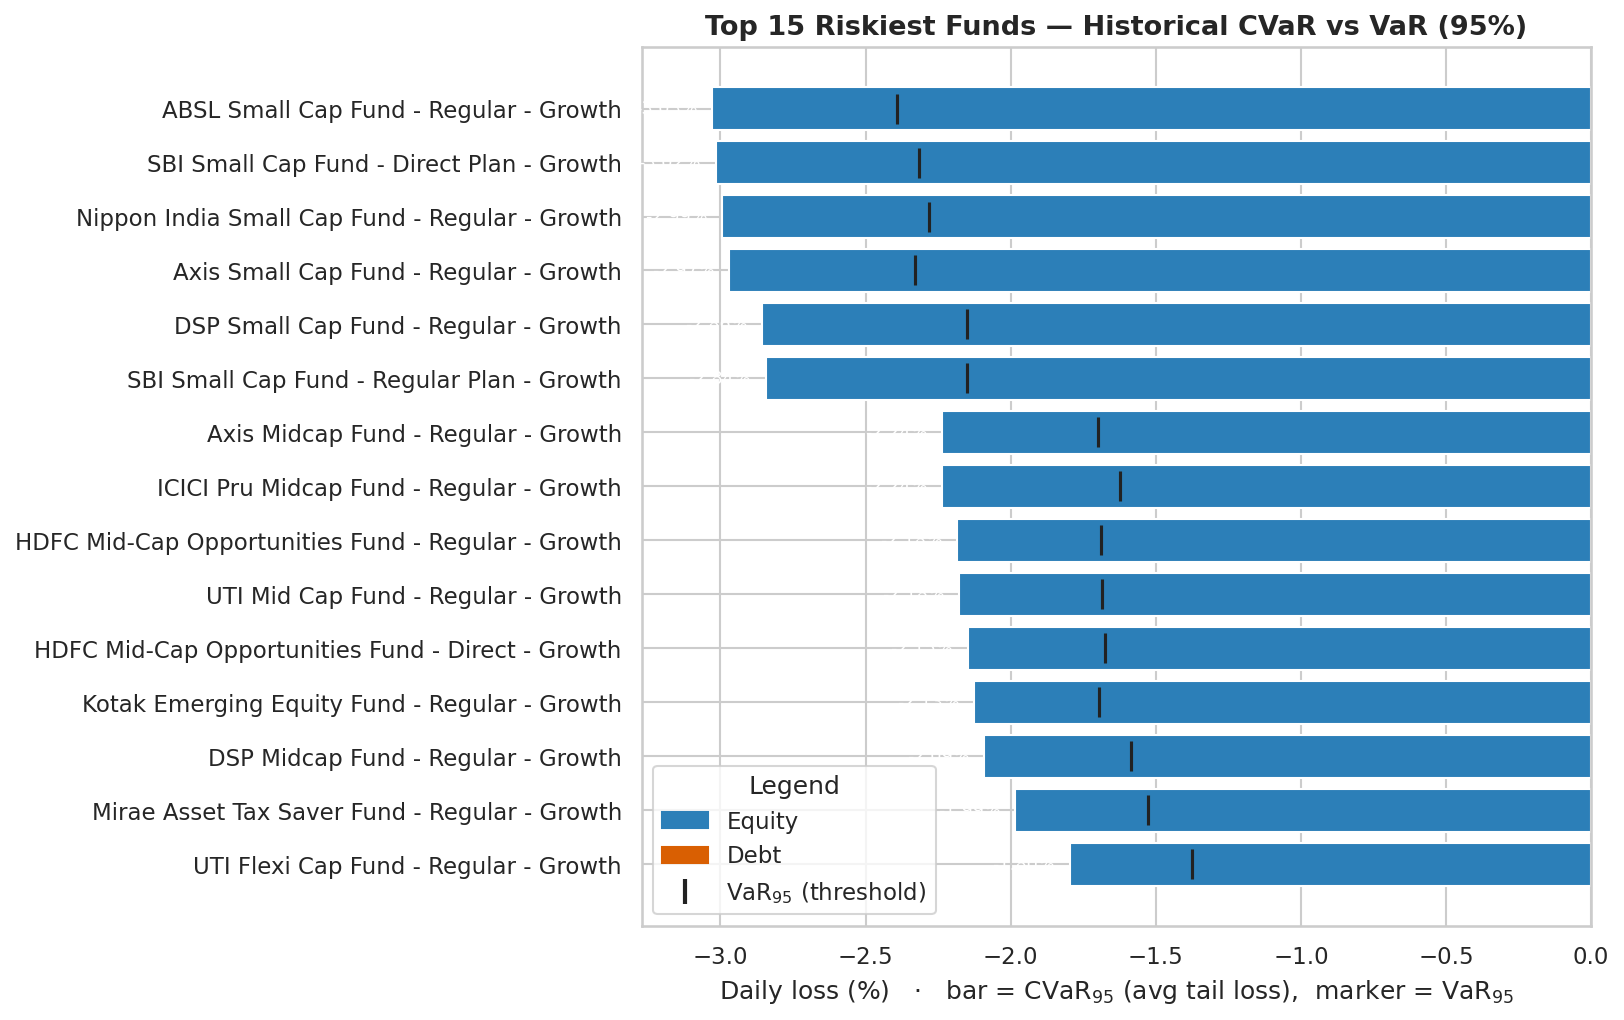 Top 15 Riskiest Funds — Historical CVaR vs VaR (95%)
ABSL Small Cap Fund - Regular - Growth
SBI Small Cap Fund - Direct Plan - Growth
Nippon India Small Cap Fund - Regular - Growth
Axis Small Cap Fund - Regular - Growth
DSP Small Cap Fund - Regular - Growth
SBI Small Cap Fund - Regular Plan - Growth
Axis Midcap Fund - Regular - Growth
ICICI Pru Midcap Fund - Regular - Growth
HDFC Mid-Cap Opportunities Fund - Regular - Growth
UTI Mid Cap Fund - Regular - Growth
HDFC Mid-Cap Opportunities Fund - Direct - Growth
Kotak Emerging Equity Fund - Regular - Growth
DSP Midcap Fund - Regular - Growth
Mirae Asset Tax Saver Fund - Regular - Growth
UTI Flexi Cap Fund - Regular - Growth
Legend
Equity
Debt
VaR₉₅ (threshold)
−3.0 −2.5 −2.0 −1.5 −1.0 −0.5 0.0
Daily loss (%) · bar = CVaR₉₅ (avg tail loss), marker = VaR₉₅